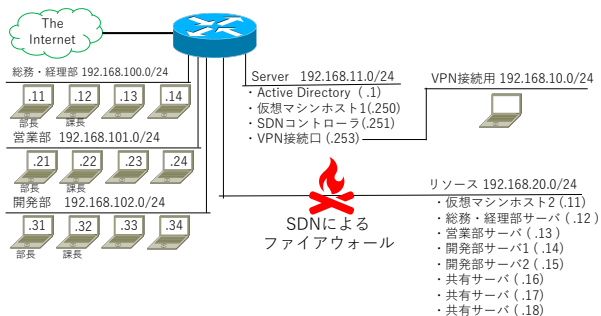 The
Internet
総務・経理部 192.168.100.0/24
.11 .12 .13 .14
部長 課長
営業部 192.168.101.0/24
.21 .22 .23 .24
部長 課長
開発部 192.168.102.0/24
.31 .32 .33 .34
部長 課長
Server 192.168.11.0/24
・Active Directory ( .1)
・仮想マシンホスト1(.250)
・SDNコントローラ(.251)
・VPN接続口 (.253)
VPN接続用 192.168.10.0/24
SDNによる
ファイアウォール
リソース 192.168.20.0/24
・仮想マシンホスト2 (.11)
・総務・経理部サーバ (.12 )
・営業部サーバ ( .13 )
・開発部サーバ1 ( .14)
・開発部サーバ2 ( .15)
・共有サーバ ( .16)
・共有サーバ ( .17)
・共有サーバ ( .18)